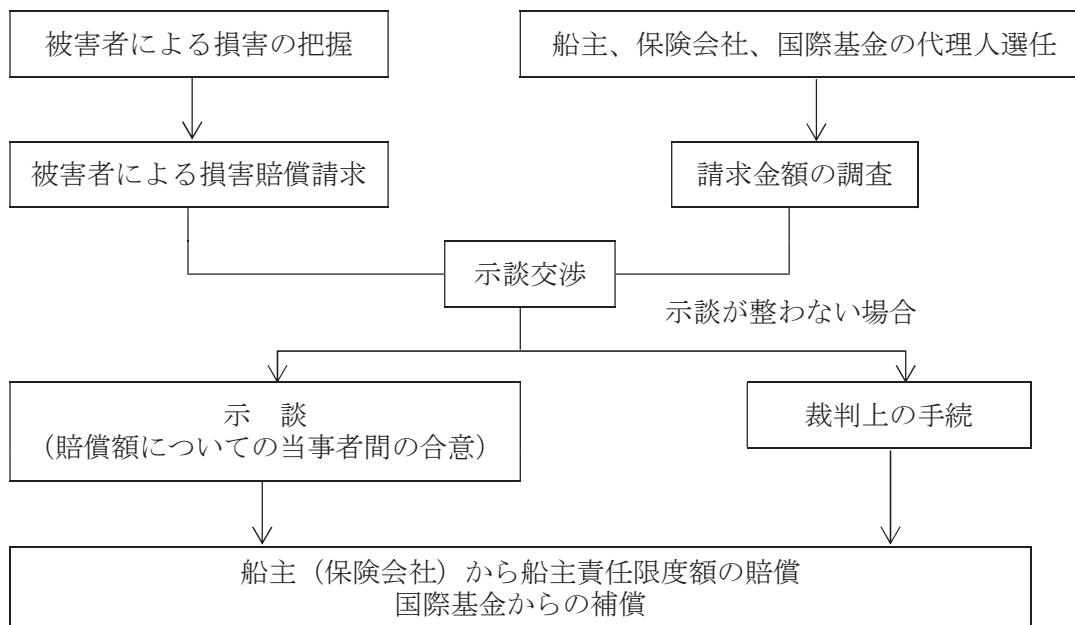 被害者による損害の把握
船主、保険会社、国際基金の代理人選任
被害者による損害賠償請求
請求金額の調査
示談交渉
示談が整わない場合
示　談
（賠償額についての当事者間の合意）
裁判上の手続
船主（保険会社）から船主責任限度額の賠償
国際基金からの補償